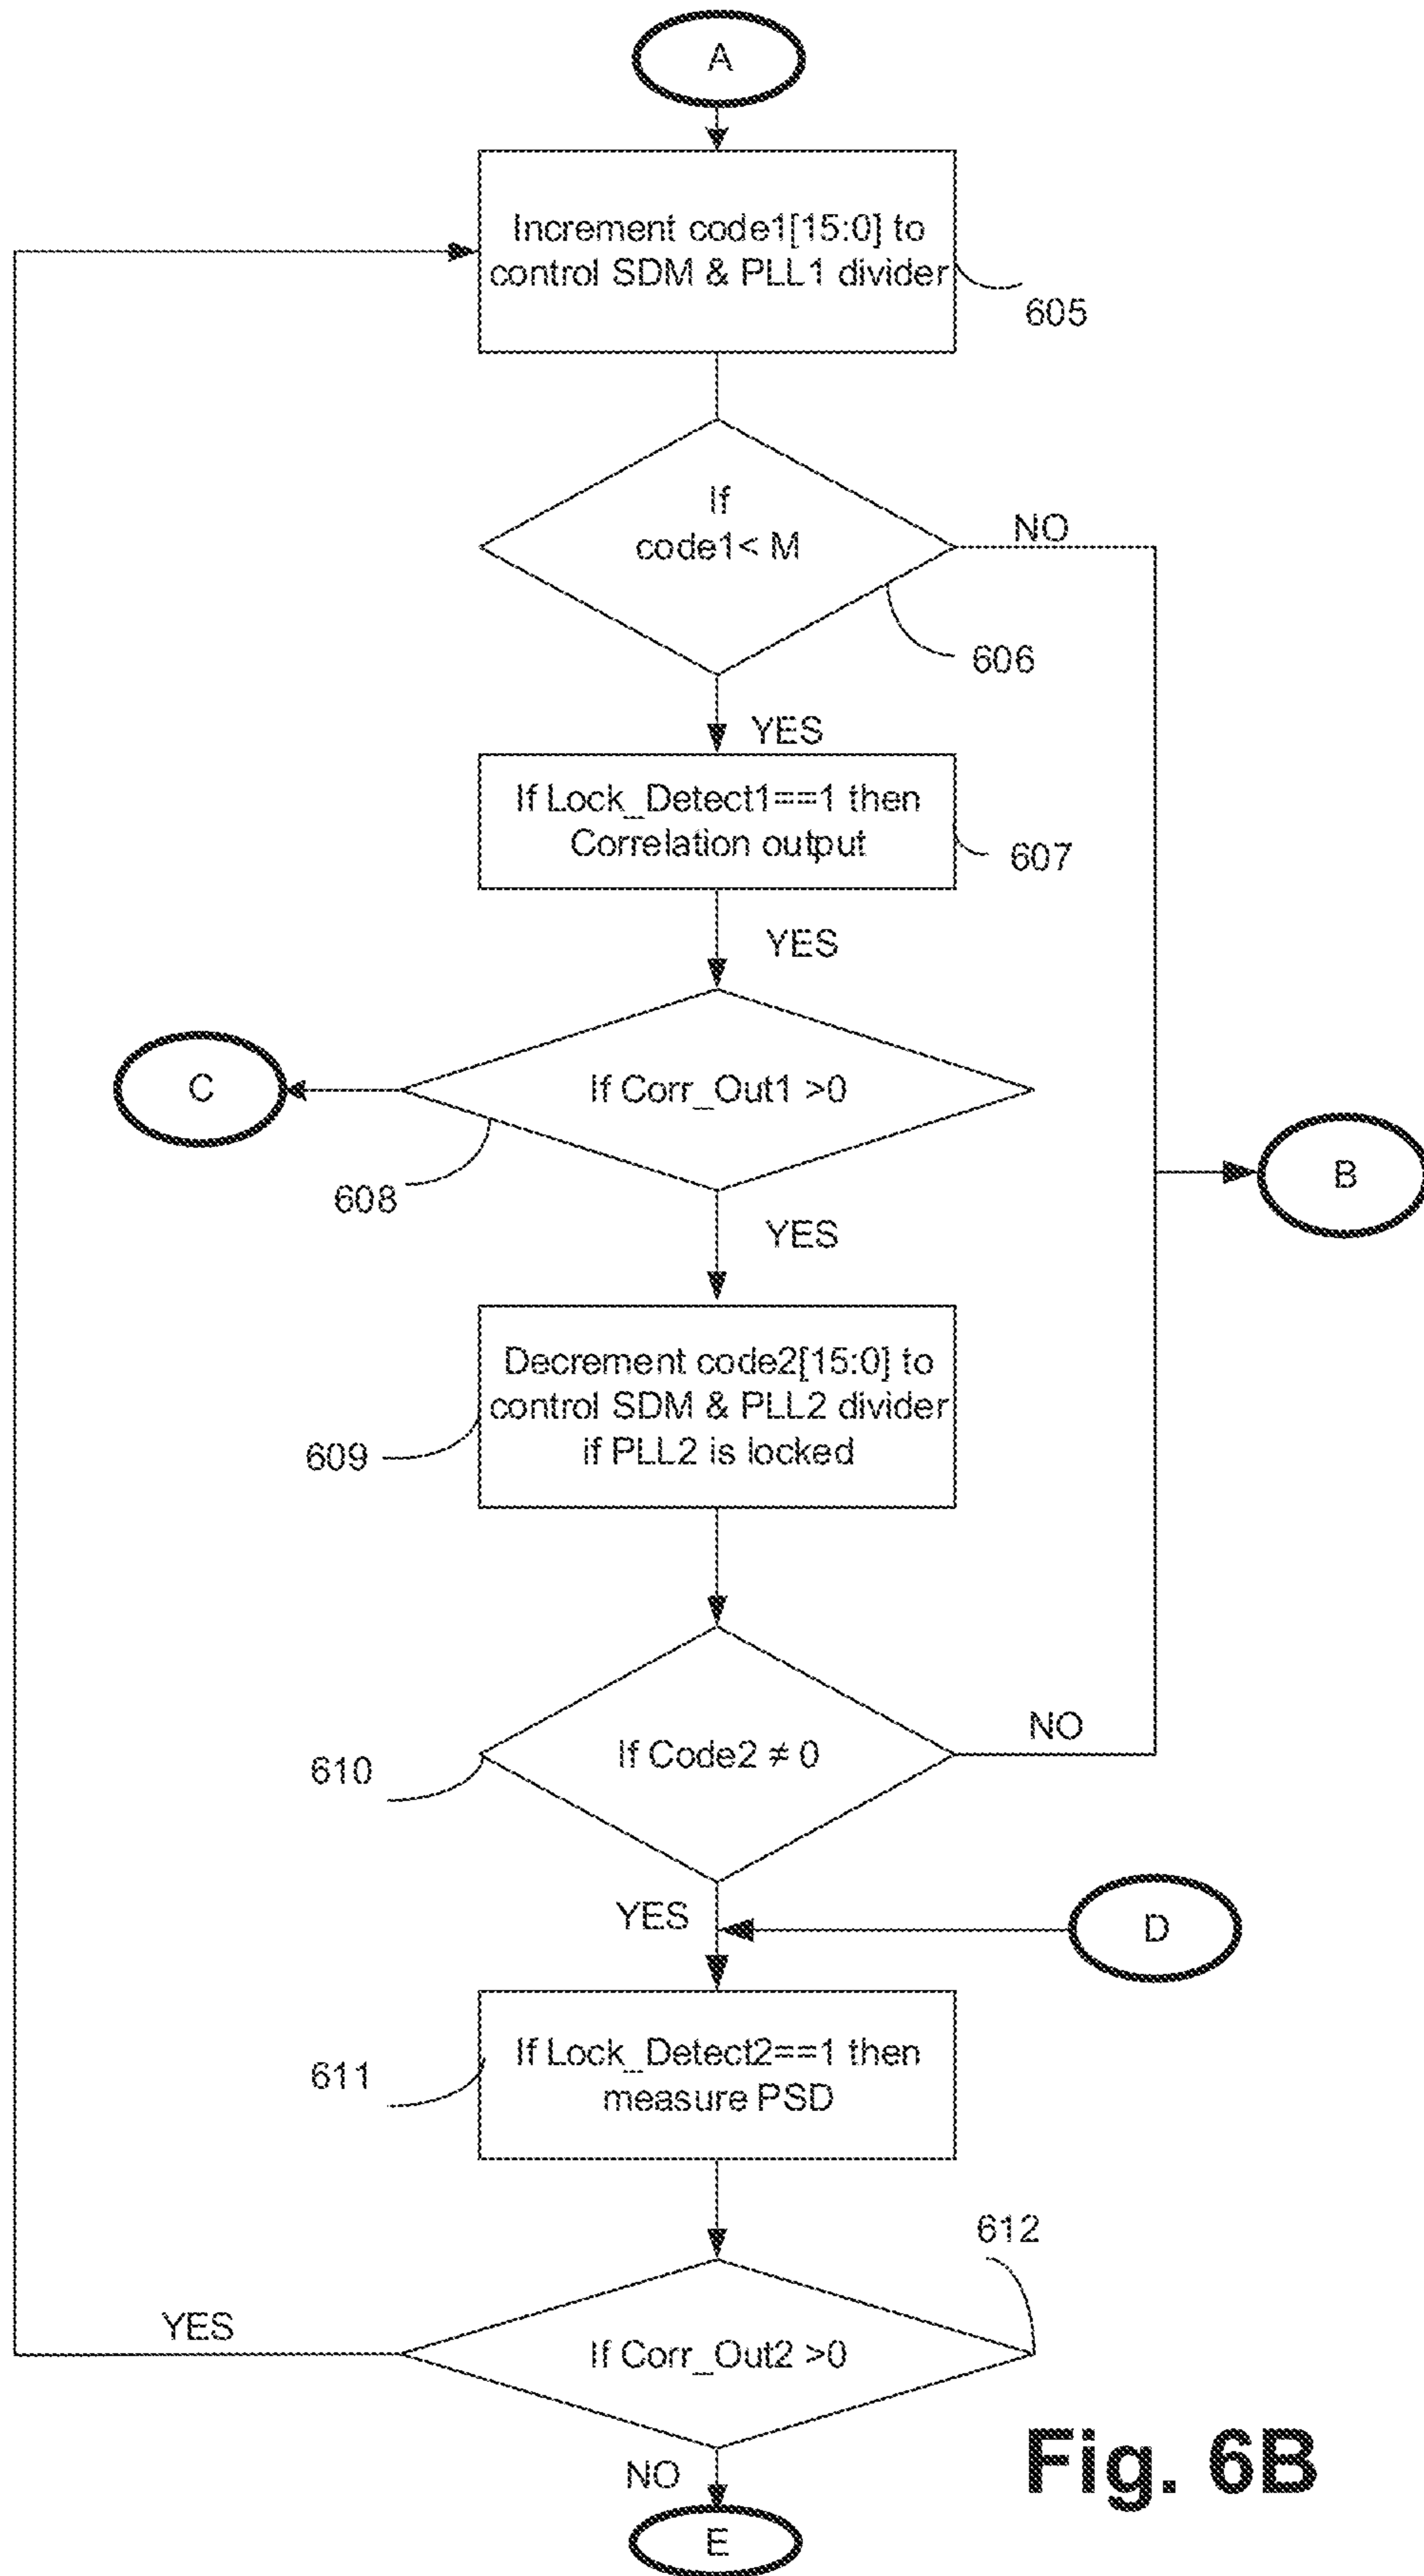 A
Increment code1[15:0] to
control SDM & PLL1 divider
605
If
code1< M
NO
606
YES
If Lock_Detect1==1 then
Correlation output
607
YES
C
If Corr_Out1 >0
608
B
YES
Decrement code2[15:0] to
control SDM & PLL2 divider
if PLL2 is locked
609
NO
If Code2 ≠ 0
610
YES
D
If Lock_Detect2==1 then
measure PSD
611
612
YES
If Corr_Out2 >0
NO
Fig. 6B
E